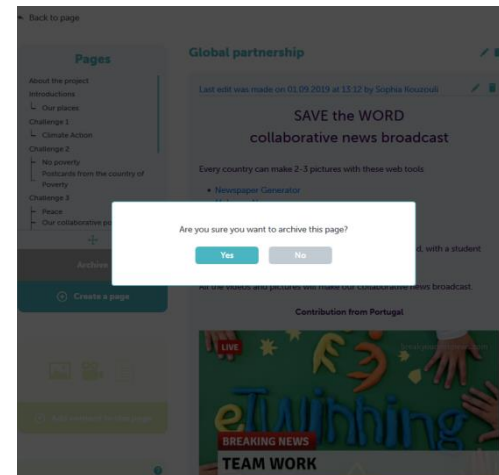 Back to page
Pages
About the project
Introductions
Our places
Challenge 1
Climate Action
Challenge 2
No poverty
Postcards from the country of
Poverty
Challenge 3
Peace
Our collaborative
Archive
Create a page
Global partnership
Last edit was made on 01.09.2019 at 13:12 by Sophia Kouzouli
SAVE the WORD
collaborative news broadcast
Every country can make 2-3 pictures with these web tools
Newspaper Generator
Are you sure you want to archive this page?
Yes
No
with a student
All the videos and pictures will make our collaborative news broadcast.
Contribution from Portugal
LIVE
eTwinning
BREAKING NEWS
TEAM WORK